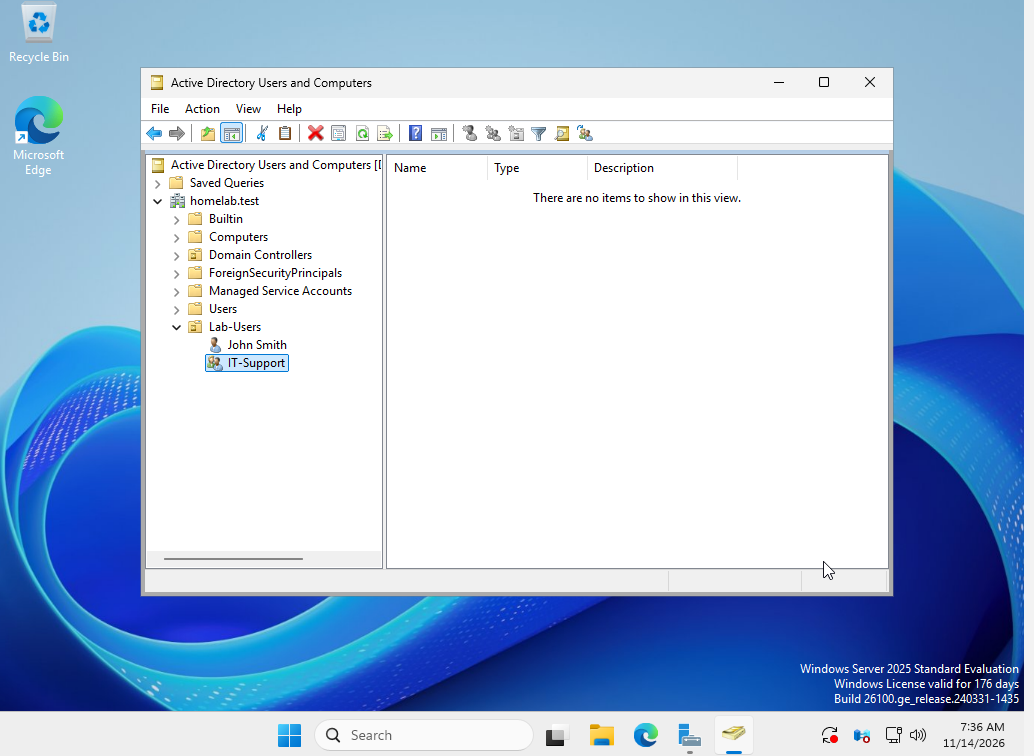 Recycle Bin
Microsoft
Edge
Active Directory Users and Computers
File Action View Help
Active Directory Users and Computers [
Saved Queries
homelab.test
Builtin
Computers
Domain Controllers
ForeignSecurityPrincipals
Managed Service Accounts
Users
Lab-Users
John Smith
IT-Support
Name Type Description
There are no items to show in this view.
Windows Server 2025 Standard Evaluation
Windows License valid for 176 days
Build 26100.ge_release.240331-1435
Search
7:36 AM
11/14/2026